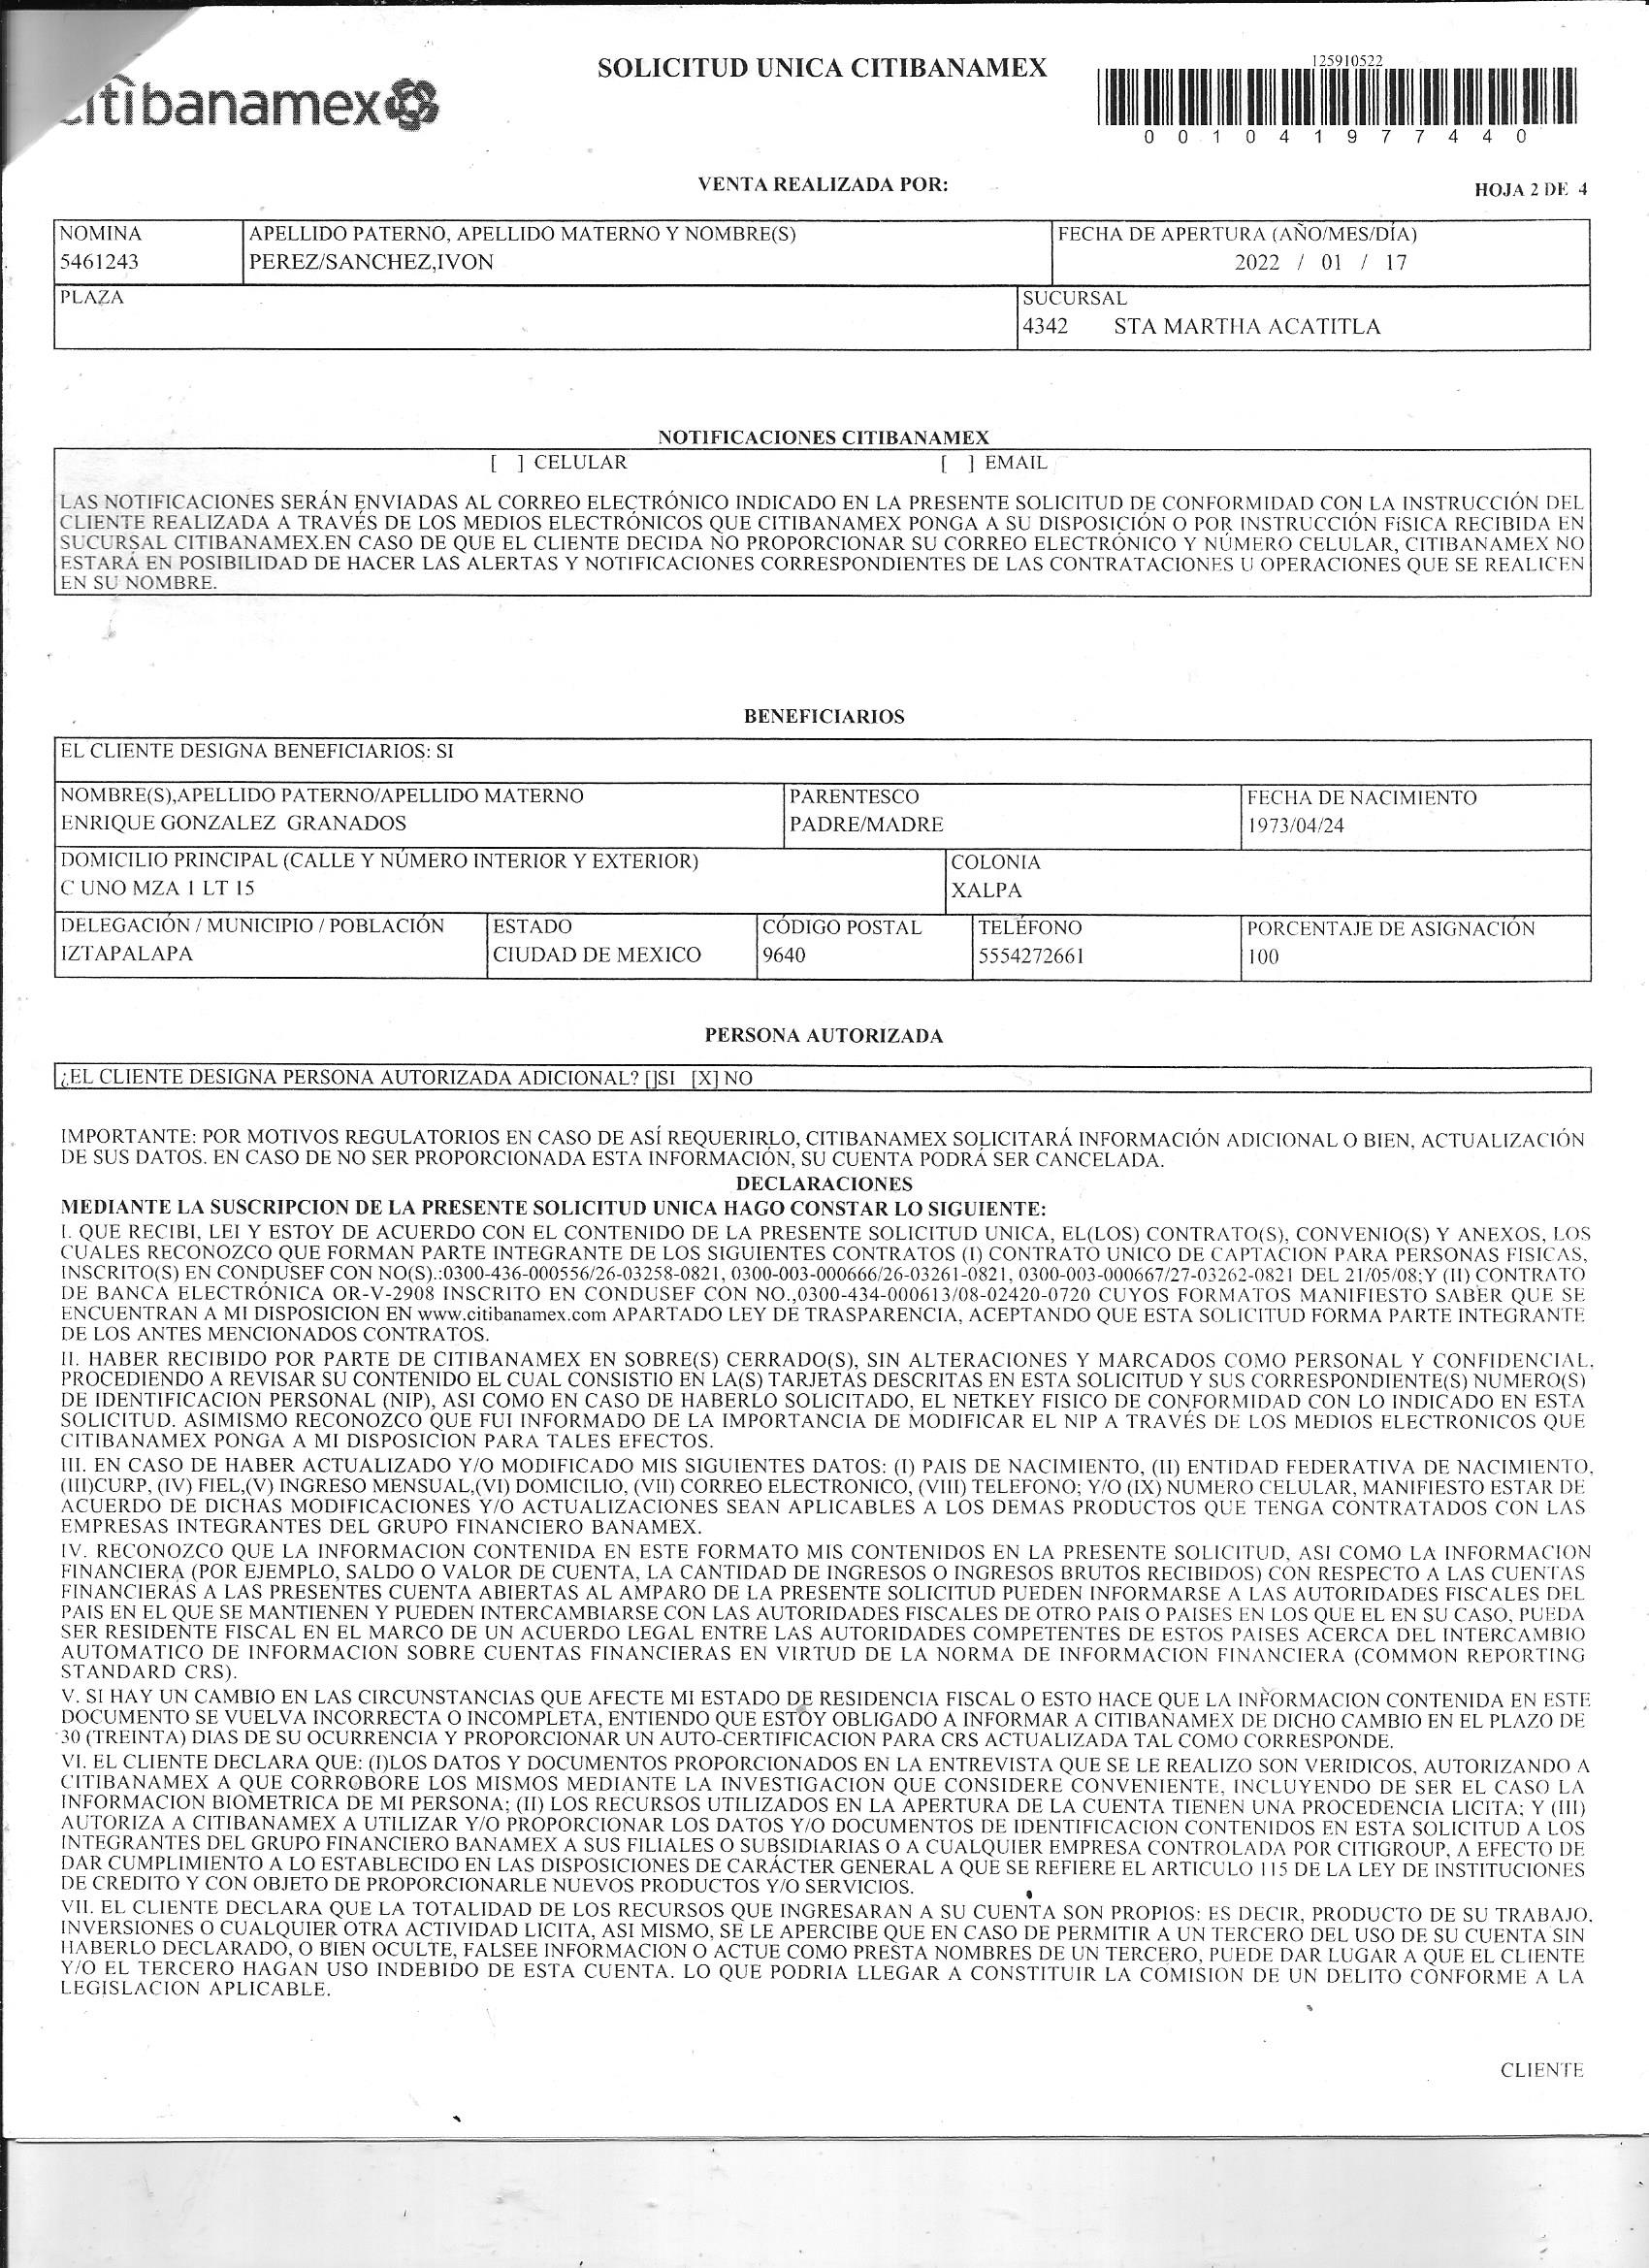 citibanamex
SOLICITUD UNICA CITIBANAMEX
125910522
0 0 1 0 4 1 9 7 7 4 4 0
VENTA REALIZADA POR:
HOJA 2 DE 4
NOMINA
APELLIDO PATERNO, APELLIDO MATERNO Y NOMBRE(S)
FECHA DE APERTURA (AÑO/MES/DÍA)
5461243
PEREZ/SANCHEZ,IVON
2022 / 01 / 17
PLAZA
SUCURSAL
4342 STA MARTHA ACATITLA
NOTIFICACIONES CITIBANAMEX
[ ] CELULAR [ ] EMAIL
LAS NOTIFICACIONES SERÁN ENVIADAS AL CORREO ELECTRÓNICO INDICADO EN LA PRESENTE SOLICITUD DE CONFORMIDAD CON LA INSTRUCCIÓN DEL
CLIENTE REALIZADA A TRAVÉS DE LOS MEDIOS ELECTRÓNICOS QUE CITIBANAMEX PONGA A SU DISPOSICIÓN O POR INSTRUCCIÓN FÍSICA RECIBIDA EN
SUCURSAL CITIBANAMEX.EN CASO DE QUE EL CLIENTE DECIDA NO PROPORCIONAR SU CORREO ELECTRÓNICO Y NÚMERO CELULAR, CITIBANAMEX NO
ESTARÁ EN POSIBILIDAD DE HACER LAS ALERTAS Y NOTIFICACIONES CORRESPONDIENTES DE LAS CONTRATACIONES U OPERACIONES QUE SE REALICEN
EN SU NOMBRE.
BENEFICIARIOS
EL CLIENTE DESIGNA BENEFICIARIOS: SI
NOMBRE(S),APELLIDO PATERNO/APELLIDO MATERNO
PARENTESCO
FECHA DE NACIMIENTO
ENRIQUE GONZALEZ GRANADOS
PADRE/MADRE
1973/04/24
DOMICILIO PRINCIPAL (CALLE Y NÚMERO INTERIOR Y EXTERIOR)
COLONIA
C UNO MZA 1 LT 15
XALPA
DELEGACIÓN / MUNICIPIO / POBLACIÓN
ESTADO
CÓDIGO POSTAL
TELÉFONO
PORCENTAJE DE ASIGNACIÓN
IZTAPALAPA
CIUDAD DE MEXICO
9640
5554272661
100
PERSONA AUTORIZADA
¿EL CLIENTE DESIGNA PERSONA AUTORIZADA ADICIONAL? []SI [X] NO
IMPORTANTE: POR MOTIVOS REGULATORIOS EN CASO DE ASÍ REQUERIRLO, CITIBANAMEX SOLICITARÁ INFORMACIÓN ADICIONAL O BIEN, ACTUALIZACIÓN
DE SUS DATOS. EN CASO DE NO SER PROPORCIONADA ESTA INFORMACIÓN, SU CUENTA PODRÁ SER CANCELADA.
DECLARACIONES
MEDIANTE LA SUSCRIPCION DE LA PRESENTE SOLICITUD UNICA HAGO CONSTAR LO SIGUIENTE:
I. QUE RECIBI, LEI Y ESTOY DE ACUERDO CON EL CONTENIDO DE LA PRESENTE SOLICITUD UNICA, EL(LOS) CONTRATO(S), CONVENIO(S) Y ANEXOS, LOS
CUALES RECONOZCO QUE FORMAN PARTE INTEGRANTE DE LOS SIGUIENTES CONTRATOS (I) CONTRATO UNICO DE CAPTACION PARA PERSONAS FISICAS,
INSCRITO(S) EN CONDUSEF CON NO(S).:0300-436-000556/26-03258-0821, 0300-003-000666/26-03261-0821, 0300-003-000667/27-03262-0821 DEL 21/05/08;Y (II) CONTRATO
DE BANCA ELECTRÓNICA OR-V-2908 INSCRITO EN CONDUSEF CON NO.,0300-434-000613/08-02420-0720 CUYOS FORMATOS MANIFIESTO SABER QUE SE
ENCUENTRAN A MI DISPOSICION EN www.citibanamex.com APARTADO LEY DE TRASPARENCIA, ACEPTANDO QUE ESTA SOLICITUD FORMA PARTE INTEGRANTE
DE LOS ANTES MENCIONADOS CONTRATOS.
II. HABER RECIBIDO POR PARTE DE CITIBANAMEX EN SOBRE(S) CERRADO(S), SIN ALTERACIONES Y MARCADOS COMO PERSONAL Y CONFIDENCIAL,
PROCEDIENDO A REVISAR SU CONTENIDO EL CUAL CONSISTIO EN LA(S) TARJETAS DESCRITAS EN ESTA SOLICITUD Y SUS CORRESPONDIENTE(S) NUMERO(S)
DE IDENTIFICACION PERSONAL (NIP), ASI COMO EN CASO DE HABERLO SOLICITADO, EL NETKEY FISICO DE CONFORMIDAD CON LO INDICADO EN ESTA
SOLICITUD. ASIMISMO RECONOZCO QUE FUI INFORMADO DE LA IMPORTANCIA DE MODIFICAR EL NIP A TRAVÉS DE LOS MEDIOS ELECTRONICOS QUE
CITIBANAMEX PONGA A MI DISPOSICION PARA TALES EFECTOS.
III. EN CASO DE HABER ACTUALIZADO Y/O MODIFICADO MIS SIGUIENTES DATOS: (I) PAIS DE NACIMIENTO, (II) ENTIDAD FEDERATIVA DE NACIMIENTO,
(III)CURP, (IV) FIEL,(V) INGRESO MENSUAL,(VI) DOMICILIO, (VII) CORREO ELECTRONICO, (VIII) TELEFONO; Y/O (IX) NUMERO CELULAR, MANIFIESTO ESTAR DE
ACUERDO DE DICHAS MODIFICACIONES Y/O ACTUALIZACIONES SEAN APLICABLES A LOS DEMAS PRODUCTOS QUE TENGA CONTRATADOS CON LAS
EMPRESAS INTEGRANTES DEL GRUPO FINANCIERO BANAMEX.
IV. RECONOZCO QUE LA INFORMACION CONTENIDA EN ESTE FORMATO MIS CONTENIDOS EN LA PRESENTE SOLICITUD, ASI COMO LA INFORMACION
FINANCIERA (POR EJEMPLO, SALDO O VALOR DE CUENTA, LA CANTIDAD DE INGRESOS O INGRESOS BRUTOS RECIBIDOS) CON RESPECTO A LAS CUENTAS
FINANCIERAS A LAS PRESENTES CUENTA ABIERTAS AL AMPARO DE LA PRESENTE SOLICITUD PUEDEN INFORMARSE A LAS AUTORIDADES FISCALES DEL
PAIS EN EL QUE SE MANTIENEN Y PUEDEN INTERCAMBIARSE CON LAS AUTORIDADES FISCALES DE OTRO PAIS O PAISES EN LOS QUE EL EN SU CASO, PUEDA
SER RESIDENTE FISCAL EN EL MARCO DE UN ACUERDO LEGAL ENTRE LAS AUTORIDADES COMPETENTES DE ESTOS PAISES ACERCA DEL INTERCAMBIO
AUTOMATICO DE INFORMACION SOBRE CUENTAS FINANCIERAS EN VIRTUD DE LA NORMA DE INFORMACION FINANCIERA (COMMON REPORTING
STANDARD CRS).
V. SI HAY UN CAMBIO EN LAS CIRCUNSTANCIAS QUE AFECTE MI ESTADO DE RESIDENCIA FISCAL O ESTO HACE QUE LA INFORMACION CONTENIDA EN ESTE
DOCUMENTO SE VUELVA INCORRECTA O INCOMPLETA, ENTIENDO QUE ESTOY OBLIGADO A INFORMAR A CITIBANAMEX DE DICHO CAMBIO EN EL PLAZO DE
30 (TREINTA) DIAS DE SU OCURRENCIA Y PROPORCIONAR UN AUTO-CERTIFICACION PARA CRS ACTUALIZADA TAL COMO CORRESPONDE.
VI. EL CLIENTE DECLARA QUE: (I)LOS DATOS Y DOCUMENTOS PROPORCIONADOS EN LA ENTREVISTA QUE SE LE REALIZO SON VERIDICOS, AUTORIZANDO A
CITIBANAMEX A QUE CORROBORE LOS MISMOS MEDIANTE LA INVESTIGACION QUE CONSIDERE CONVENIENTE, INCLUYENDO DE SER EL CASO LA
INFORMACION BIOMETRICA DE MI PERSONA; (II) LOS RECURSOS UTILIZADOS EN LA APERTURA DE LA CUENTA TIENEN UNA PROCEDENCIA LICITA; Y (III)
AUTORIZA A CITIBANAMEX A UTILIZAR Y/O PROPORCIONAR LOS DATOS Y/O DOCUMENTOS DE IDENTIFICACION CONTENIDOS EN ESTA SOLICITUD A LOS
INTEGRANTES DEL GRUPO FINANCIERO BANAMEX A SUS FILIALES O SUBSIDIARIAS O A CUALQUIER EMPRESA CONTROLADA POR CITIGROUP, A EFECTO DE
DAR CUMPLIMIENTO A LO ESTABLECIDO EN LAS DISPOSICIONES DE CARÁCTER GENERAL A QUE SE REFIERE EL ARTICULO 115 DE LA LEY DE INSTITUCIONES
DE CREDITO Y CON OBJETO DE PROPORCIONARLE NUEVOS PRODUCTOS Y/O SERVICIOS.
VII. EL CLIENTE DECLARA QUE LA TOTALIDAD DE LOS RECURSOS QUE INGRESARAN A SU CUENTA SON PROPIOS: ES DECIR, PRODUCTO DE SU TRABAJO,
INVERSIONES O CUALQUIER OTRA ACTIVIDAD LICITA, ASI MISMO, SE LE APERCIBE QUE EN CASO DE PERMITIR A UN TERCERO DEL USO DE SU CUENTA SIN
HABERLO DECLARADO, O BIEN OCULTE, FALSEE INFORMACION O ACTUE COMO PRESTA NOMBRES DE UN TERCERO, PUEDE DAR LUGAR A QUE EL CLIENTE
Y/O EL TERCERO HAGAN USO INDEBIDO DE ESTA CUENTA. LO QUE PODRIA LLEGAR A CONSTITUIR LA COMISION DE UN DELITO CONFORME A LA
LEGISLACION APLICABLE.
CLIENTE